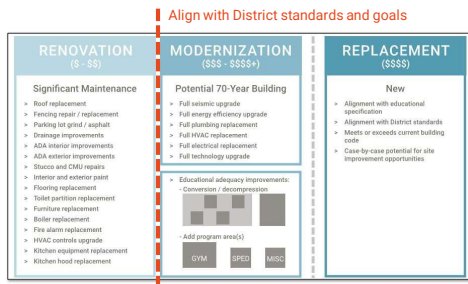 Align with District standards and goals
RENOVATION
($ - $$)
Significant Maintenance
> Roof replacement
> Fencing repair / replacement
> Parking lot grind / asphalt
> Drainage improvements
> ADA interior improvements
> ADA exterior improvements
> Stucco and CMU repairs
> Interior and exterior paint
> Flooring replacement
> Toilet partition replacement
> Furniture replacement
> Boiler replacement
> Fire alarm replacement
> HVAC controls upgrade
> Kitchen equipment replacement
> Kitchen hood replacement
MODERNIZATION
($$$ - $$$$+)
Potential 70-Year Building
> Full seismic upgrade
> Full energy efficiency upgrade
> Full plumbing replacement
> Full HVAC replacement
> Full electrical replacement
> Full technology upgrade
> Educational adequacy improvements:
- Conversion / decompression
- Add program area(s)
GYM
SPED
MISC
REPLACEMENT
($$$$)
New
> Alignment with educational
specification
> Alignment with District standards
> Meets or exceeds current building
code
> Case-by-case potential for site
improvement opportunities